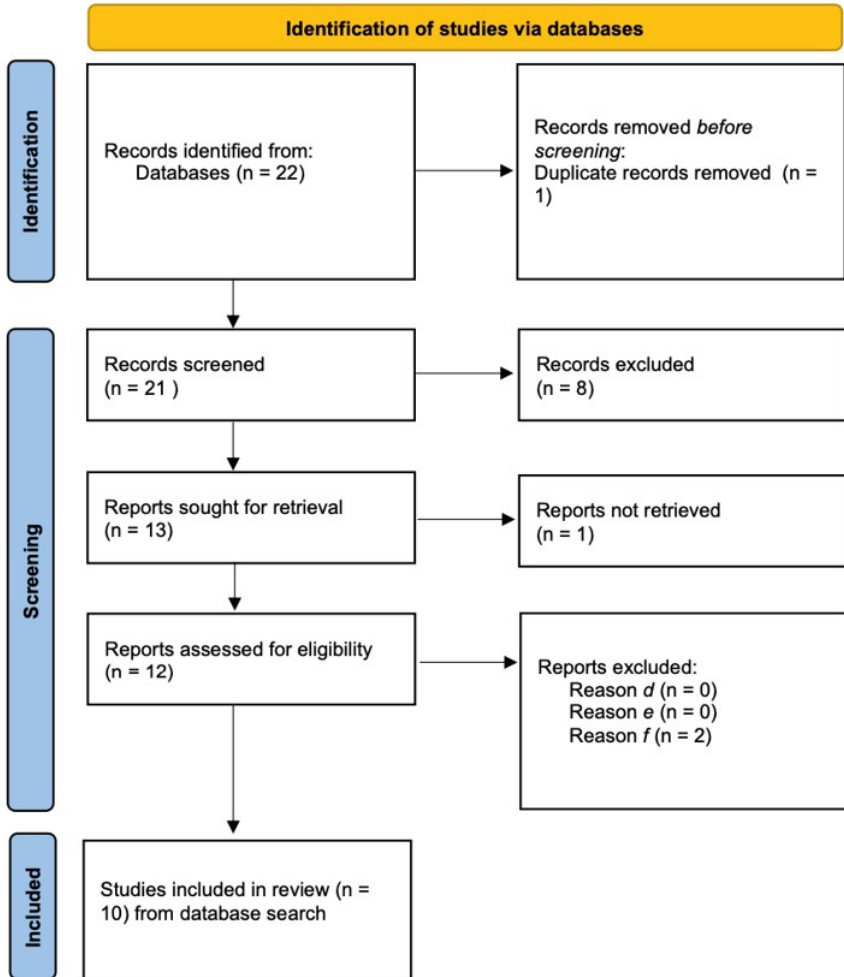 Identification of studies via databases
Identification
Records identified from:
Databases (n = 22)
Records removed before
screening:
Duplicate records removed (n =
1)
Screening
Records screened
(n = 21 )
Records excluded
(n = 8)
Reports sought for retrieval
(n = 13)
Reports not retrieved
(n = 1)
Reports assessed for eligibility
(n = 12)
Reports excluded:
Reason d (n = 0)
Reason e (n = 0)
Reason f (n = 2)
Included
Studies included in review (n =
10) from database search